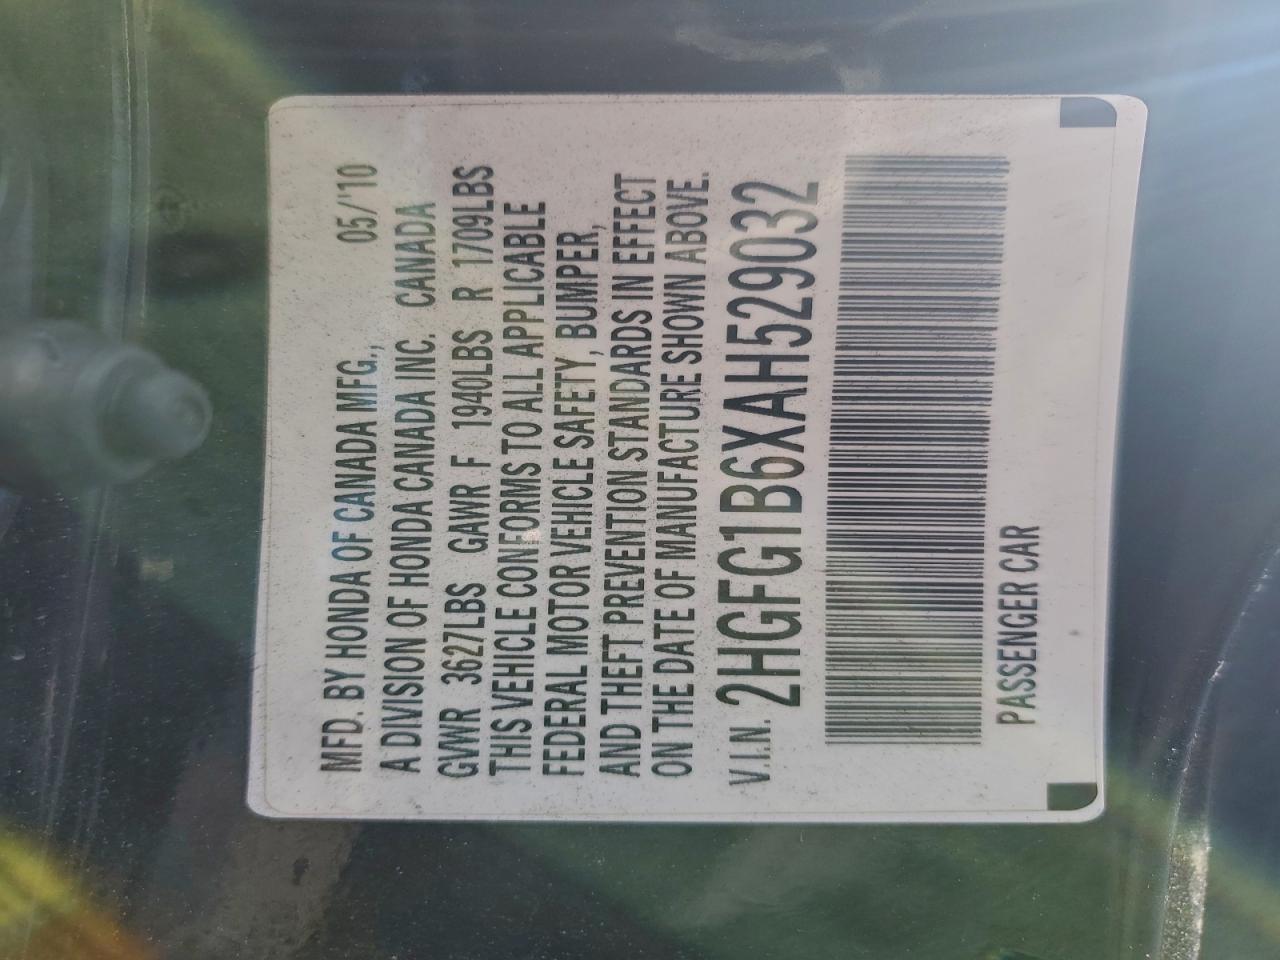 MFD. BY HONDA OF CANADA MFG., 05/'10
A DIVISION OF HONDA CANADA INC. CANADA
GVWR 3627LBS GAWR F 1940LBS R 1709LBS
THIS VEHICLE CONFORMS TO ALL APPLICABLE
FEDERAL MOTOR VEHICLE SAFETY, BUMPER,
AND THEFT PREVENTION STANDARDS IN EFFECT
ON THE DATE OF MANUFACTURE SHOWN ABOVE.
V.I.N. 2HGFG1B6XAH529032
PASSENGER CAR